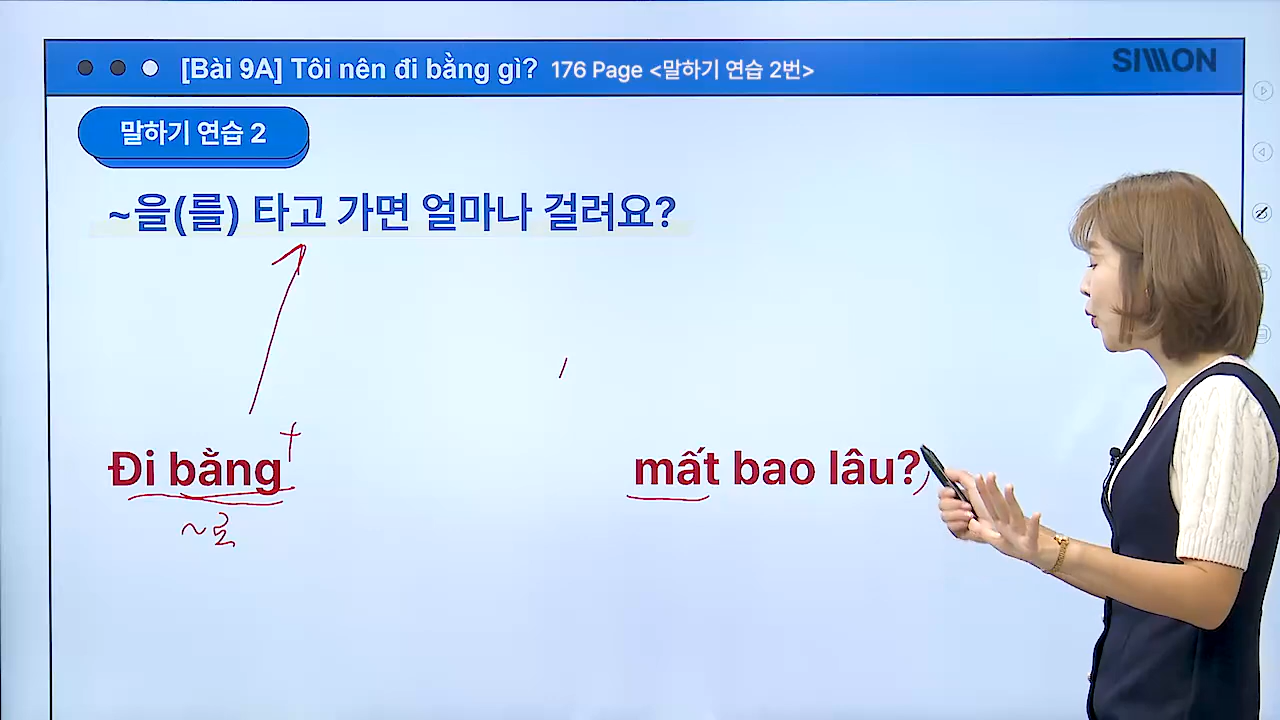 [Bài 9A] Tôi nên đi bằng gì? 176 Page <말하기 연습 2번>
SIWON
말하기 연습 2
~을(를) 타고 가면 얼마나 걸려요?
Đi bằng mất bao lâu?
~로